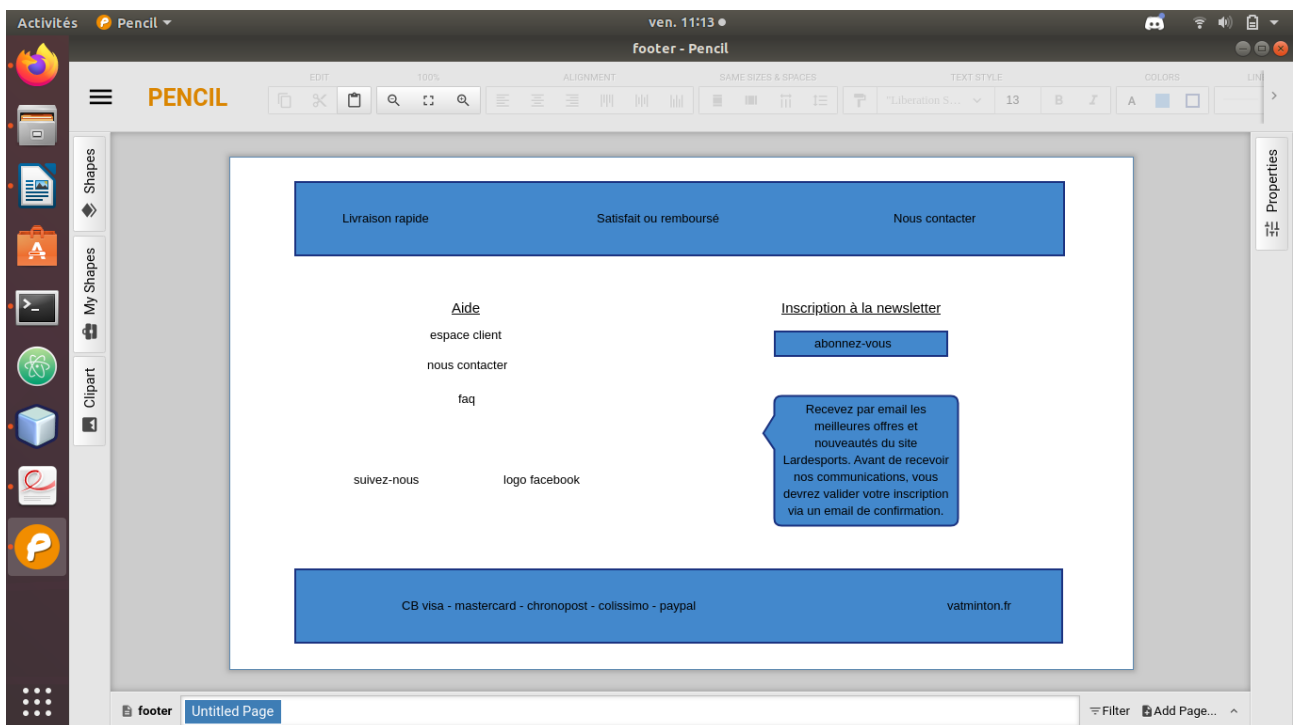 Activités Pencil ven. 11:13
footer - Pencil
EDIT 100% ALIGNMENT SAME SIZES & SPACES TEXT STYLE COLORS LIN
PENCIL "Liberation S... 13 B I A
Shapes
My Shapes
Clipart
Properties
Livraison rapide Satisfait ou remboursé Nous contacter
Aide
espace client
nous contacter
faq
suivez-nous logo facebook
Inscription à la newsletter
abonnez-vous
Recevez par email les
meilleures offres et
nouveautés du site
Lardesports. Avant de recevoir
nos communications, vous
devrez valider votre inscription
via un email de confirmation.
CB visa - mastercard - chronopost - colissimo - paypal vatminton.fr
footer Untitled Page Filter Add Page...